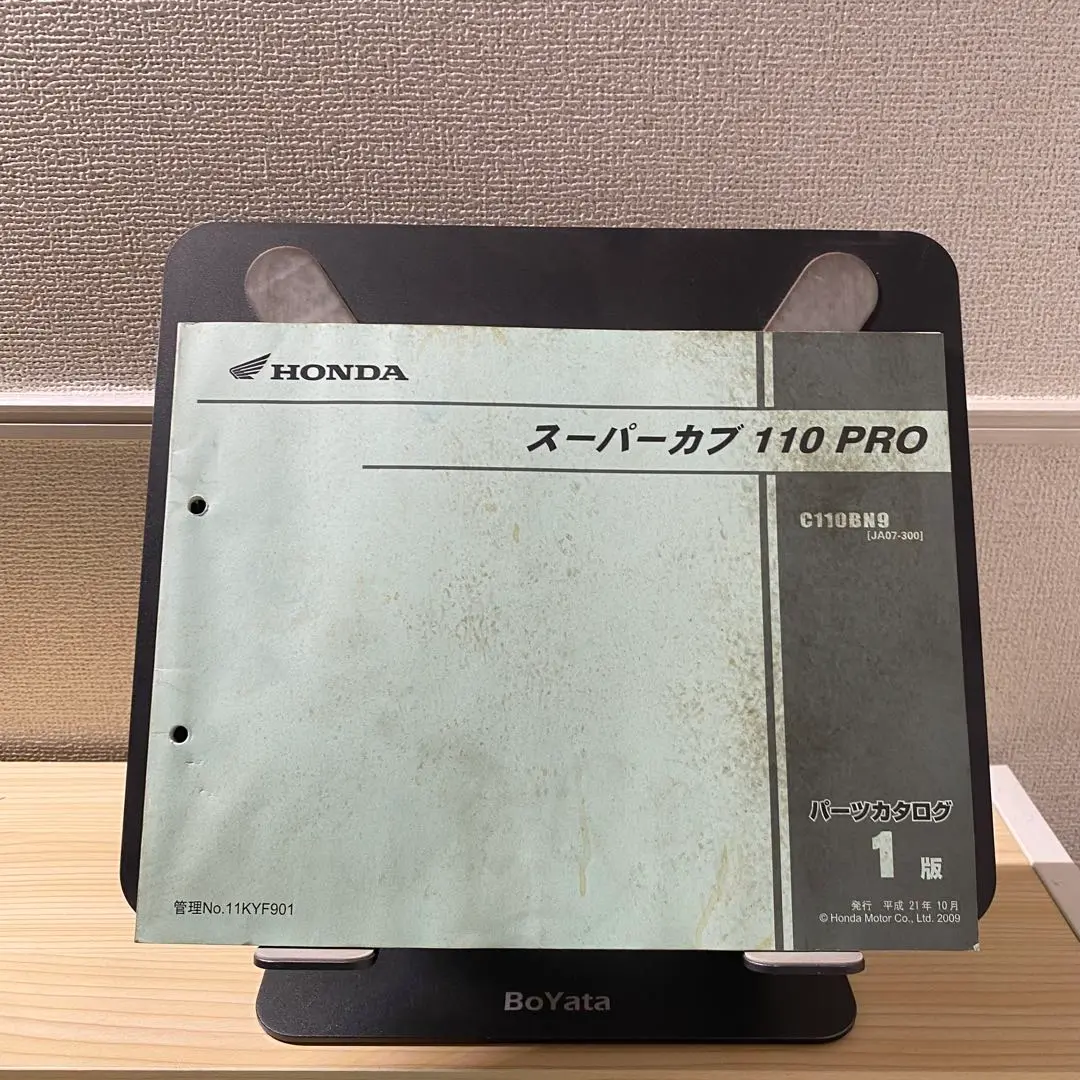 HONDA
スーパーカブ 110 PRO
C110BN9
[JA07-300]
パーツカタログ
1 版
管理No.11KYF901
発行 平成 21年 10月
© Honda Motor Co., Ltd. 2009
BoYata